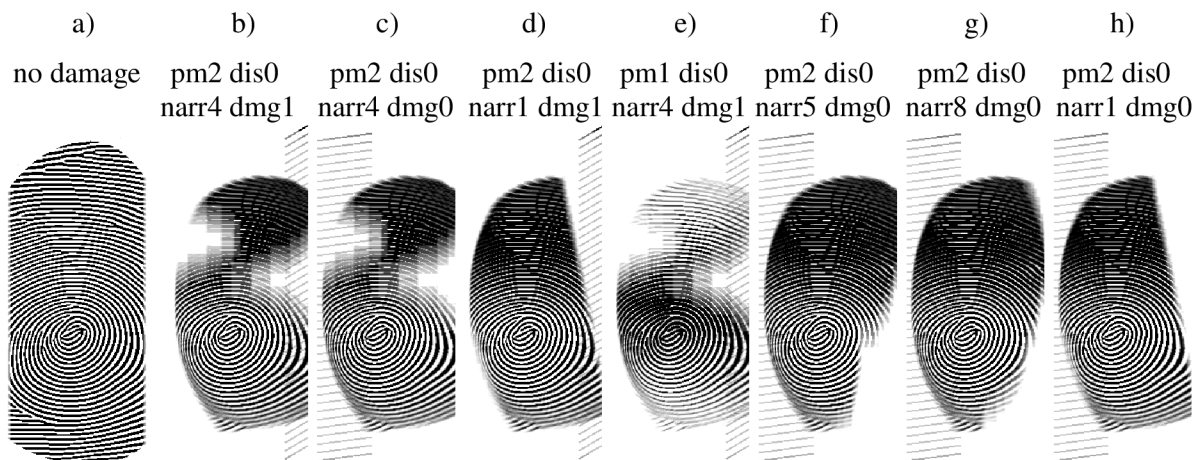 a) b) c) d) e) f) g) h)
no damage pm2 dis0 pm2 dis0 pm2 dis0 pm1 dis0 pm2 dis0 pm2 dis0 pm2 dis0
narr4 dmg1 narr4 dmg0 narr1 dmg1 narr4 dmg1 narr5 dmg0 narr8 dmg0 narr1 dmg0